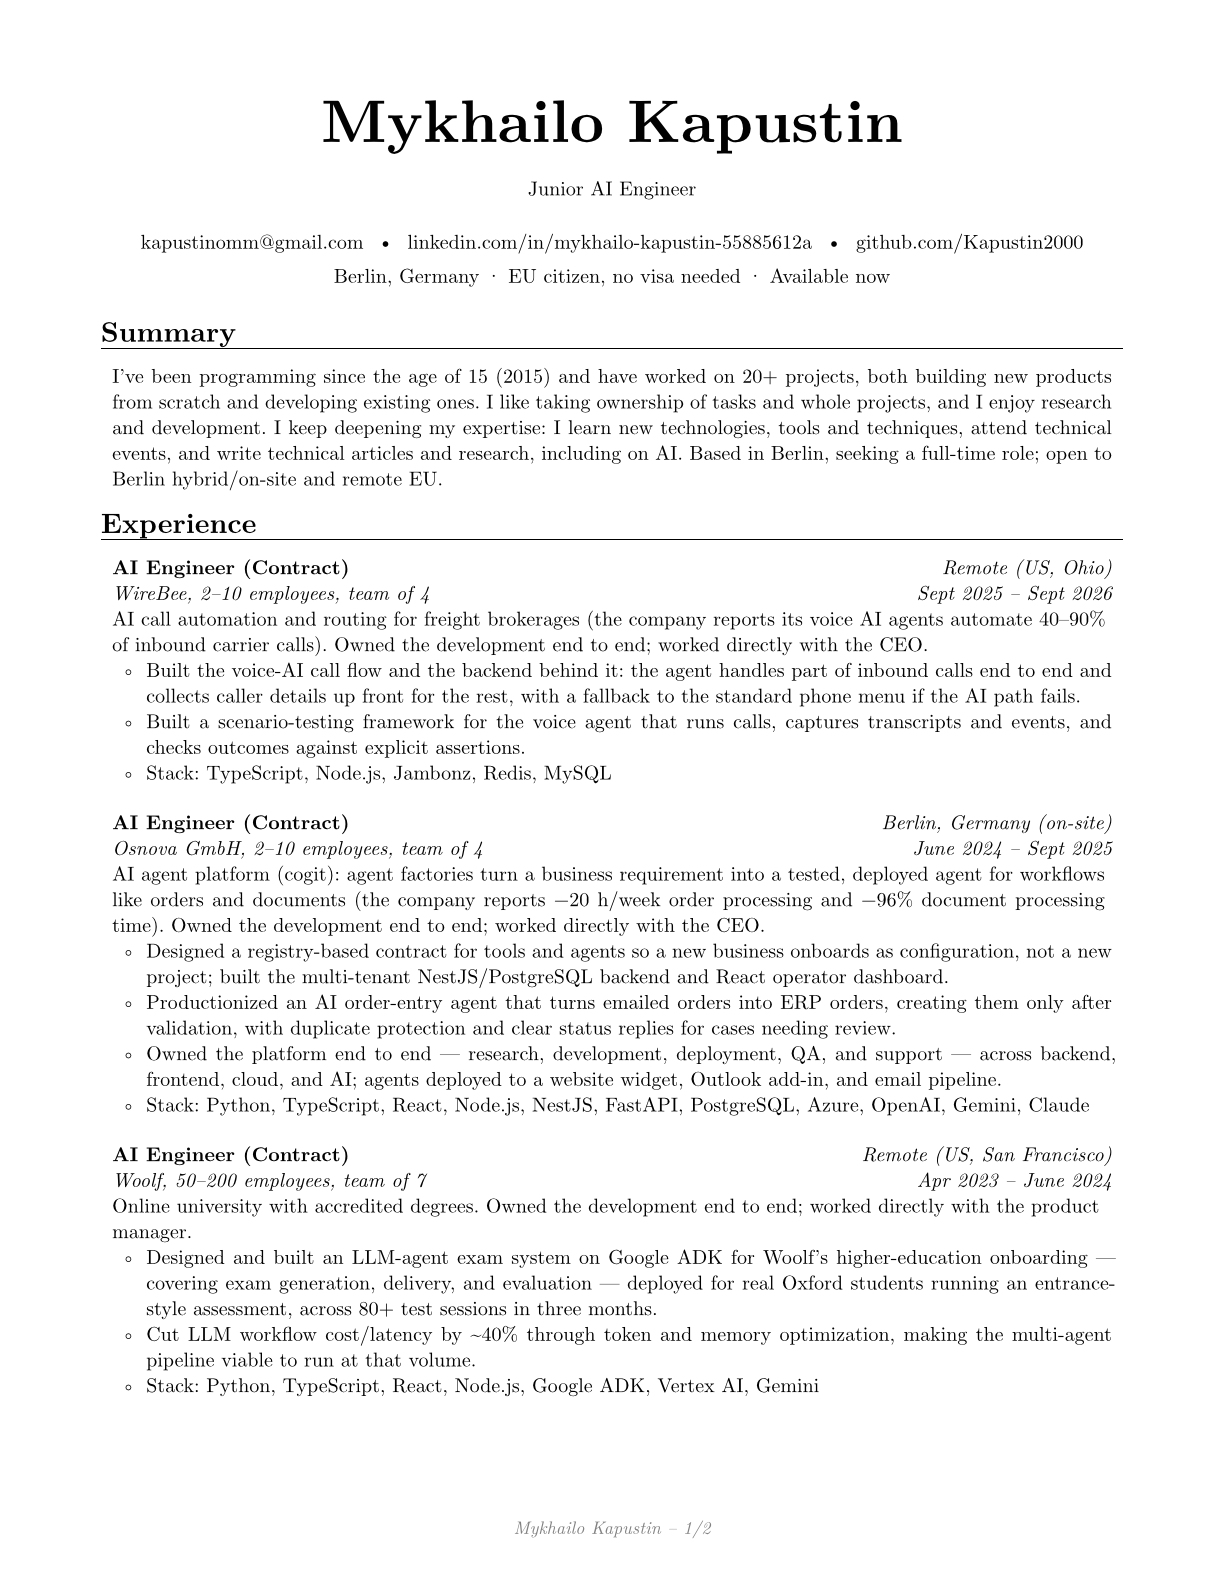 Mykhailo Kapustin
Junior AI Engineer
kapustinomm@gmail.com • linkedin.com/in/mykhailo-kapustin-55885612a • github.com/Kapustin2000
Berlin, Germany · EU citizen, no visa needed · Available now
Summary
I've been programming since the age of 15 (2015) and have worked on 20+ projects, both building new products
from scratch and developing existing ones. I like taking ownership of tasks and whole projects, and I enjoy research
and development. I keep deepening my expertise: I learn new technologies, tools and techniques, attend technical
events, and write technical articles and research, including on AI. Based in Berlin, seeking a full-time role; open to
Berlin hybrid/on-site and remote EU.
Experience
AI Engineer (Contract) Remote (US, Ohio)
WireBee, 2–10 employees, team of 4 Sept 2025 – Sept 2026
AI call automation and routing for freight brokerages (the company reports its voice AI agents automate 40–90%
of inbound carrier calls). Owned the development end to end; worked directly with the CEO.
◦ Built the voice-AI call flow and the backend behind it: the agent handles part of inbound calls end to end and
collects caller details up front for the rest, with a fallback to the standard phone menu if the AI path fails.
◦ Built a scenario-testing framework for the voice agent that runs calls, captures transcripts and events, and
checks outcomes against explicit assertions.
◦ Stack: TypeScript, Node.js, Jambonz, Redis, MySQL
AI Engineer (Contract) Berlin, Germany (on-site)
Osnova GmbH, 2–10 employees, team of 4 June 2024 – Sept 2025
AI agent platform (cogit): agent factories turn a business requirement into a tested, deployed agent for workflows
like orders and documents (the company reports −20 h/week order processing and −96% document processing
time). Owned the development end to end; worked directly with the CEO.
◦ Designed a registry-based contract for tools and agents so a new business onboards as configuration, not a new
project; built the multi-tenant NestJS/PostgreSQL backend and React operator dashboard.
◦ Productionized an AI order-entry agent that turns emailed orders into ERP orders, creating them only after
validation, with duplicate protection and clear status replies for cases needing review.
◦ Owned the platform end to end — research, development, deployment, QA, and support — across backend,
frontend, cloud, and AI; agents deployed to a website widget, Outlook add-in, and email pipeline.
◦ Stack: Python, TypeScript, React, Node.js, NestJS, FastAPI, PostgreSQL, Azure, OpenAI, Gemini, Claude
AI Engineer (Contract) Remote (US, San Francisco)
Woolf, 50–200 employees, team of 7 Apr 2023 – June 2024
Online university with accredited degrees. Owned the development end to end; worked directly with the product
manager.
◦ Designed and built an LLM-agent exam system on Google ADK for Woolf's higher-education onboarding —
covering exam generation, delivery, and evaluation — deployed for real Oxford students running an entrance-
style assessment, across 80+ test sessions in three months.
◦ Cut LLM workflow cost/latency by ~40% through token and memory optimization, making the multi-agent
pipeline viable to run at that volume.
◦ Stack: Python, TypeScript, React, Node.js, Google ADK, Vertex AI, Gemini
Mykhailo Kapustin – 1/2